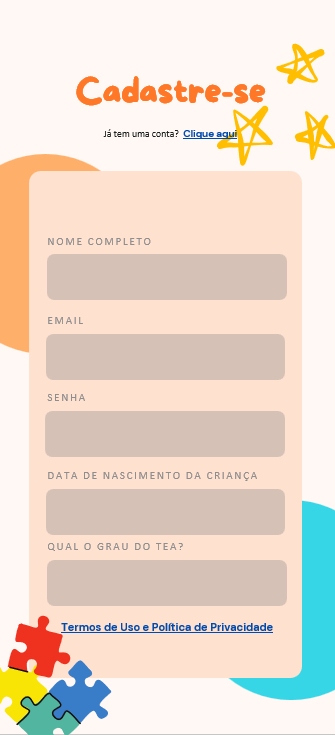 Cadastre-se
Já tem uma conta? Clique aqui
NOME COMPLETO
EMAIL
SENHA
DATA DE NASCIMENTO DA CRIANÇA
QUAL O GRAU DO TEA?
Termos de Uso e Política de Privacidade